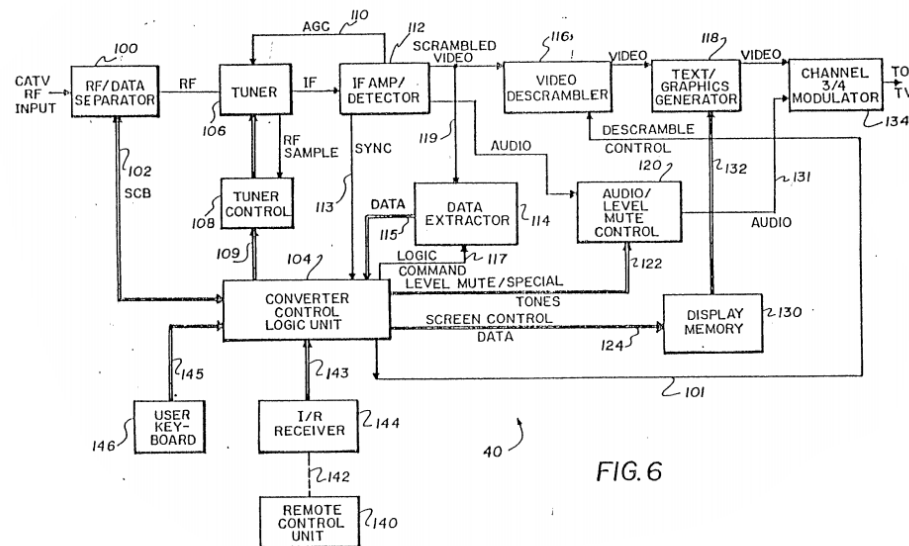 AGC
110
112
SCRAMBLED
VIDEO
116
VIDEO
118
VIDEO
100
CATV
RF
INPUT
RF/DATA
SEPARATOR
RF
TUNER
106
IF
IF AMP/
DETECTOR
VIDEO
DESCRAMBLER
TEXT/
GRAPHICS
GENERATOR
CHANNEL
3/4
MODULATOR
134
TO
TV
102
SCB
RF
SAMPLE
SYNC
113
119
AUDIO
DESCRAMBLE
CONTROL
120
132
131
108
TUNER
CONTROL
109
DATA
115
DATA
EXTRACTOR
114
AUDIO/
LEVEL
MUTE
CONTROL
AUDIO
104
LOGIC
COMMAND
117
122
LEVEL MUTE/SPECIAL
TONES
CONVERTER
CONTROL
LOGIC UNIT
SCREEN CONTROL
DATA
124
DISPLAY
MEMORY
130
145
143
101
146
USER
KEY-
BOARD
I/R
RECEIVER
144
40
142
REMOTE
CONTROL
UNIT
140
FIG. 6